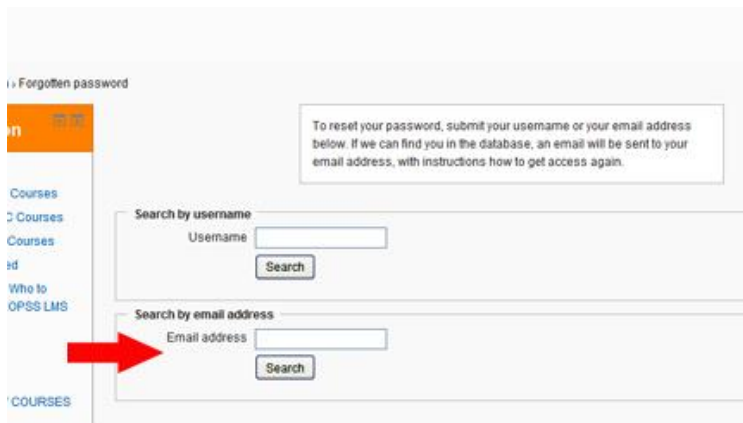 › Forgotten password
on
To reset your password, submit your username or your email address
below. If we can find you in the database, an email will be sent to your
email address, with instructions how to get access again.
Courses
C Courses
Courses
ed
Who to
OPSS LMS
COURSES
Search by username
Username
Search
Search by email address
Email address
Search